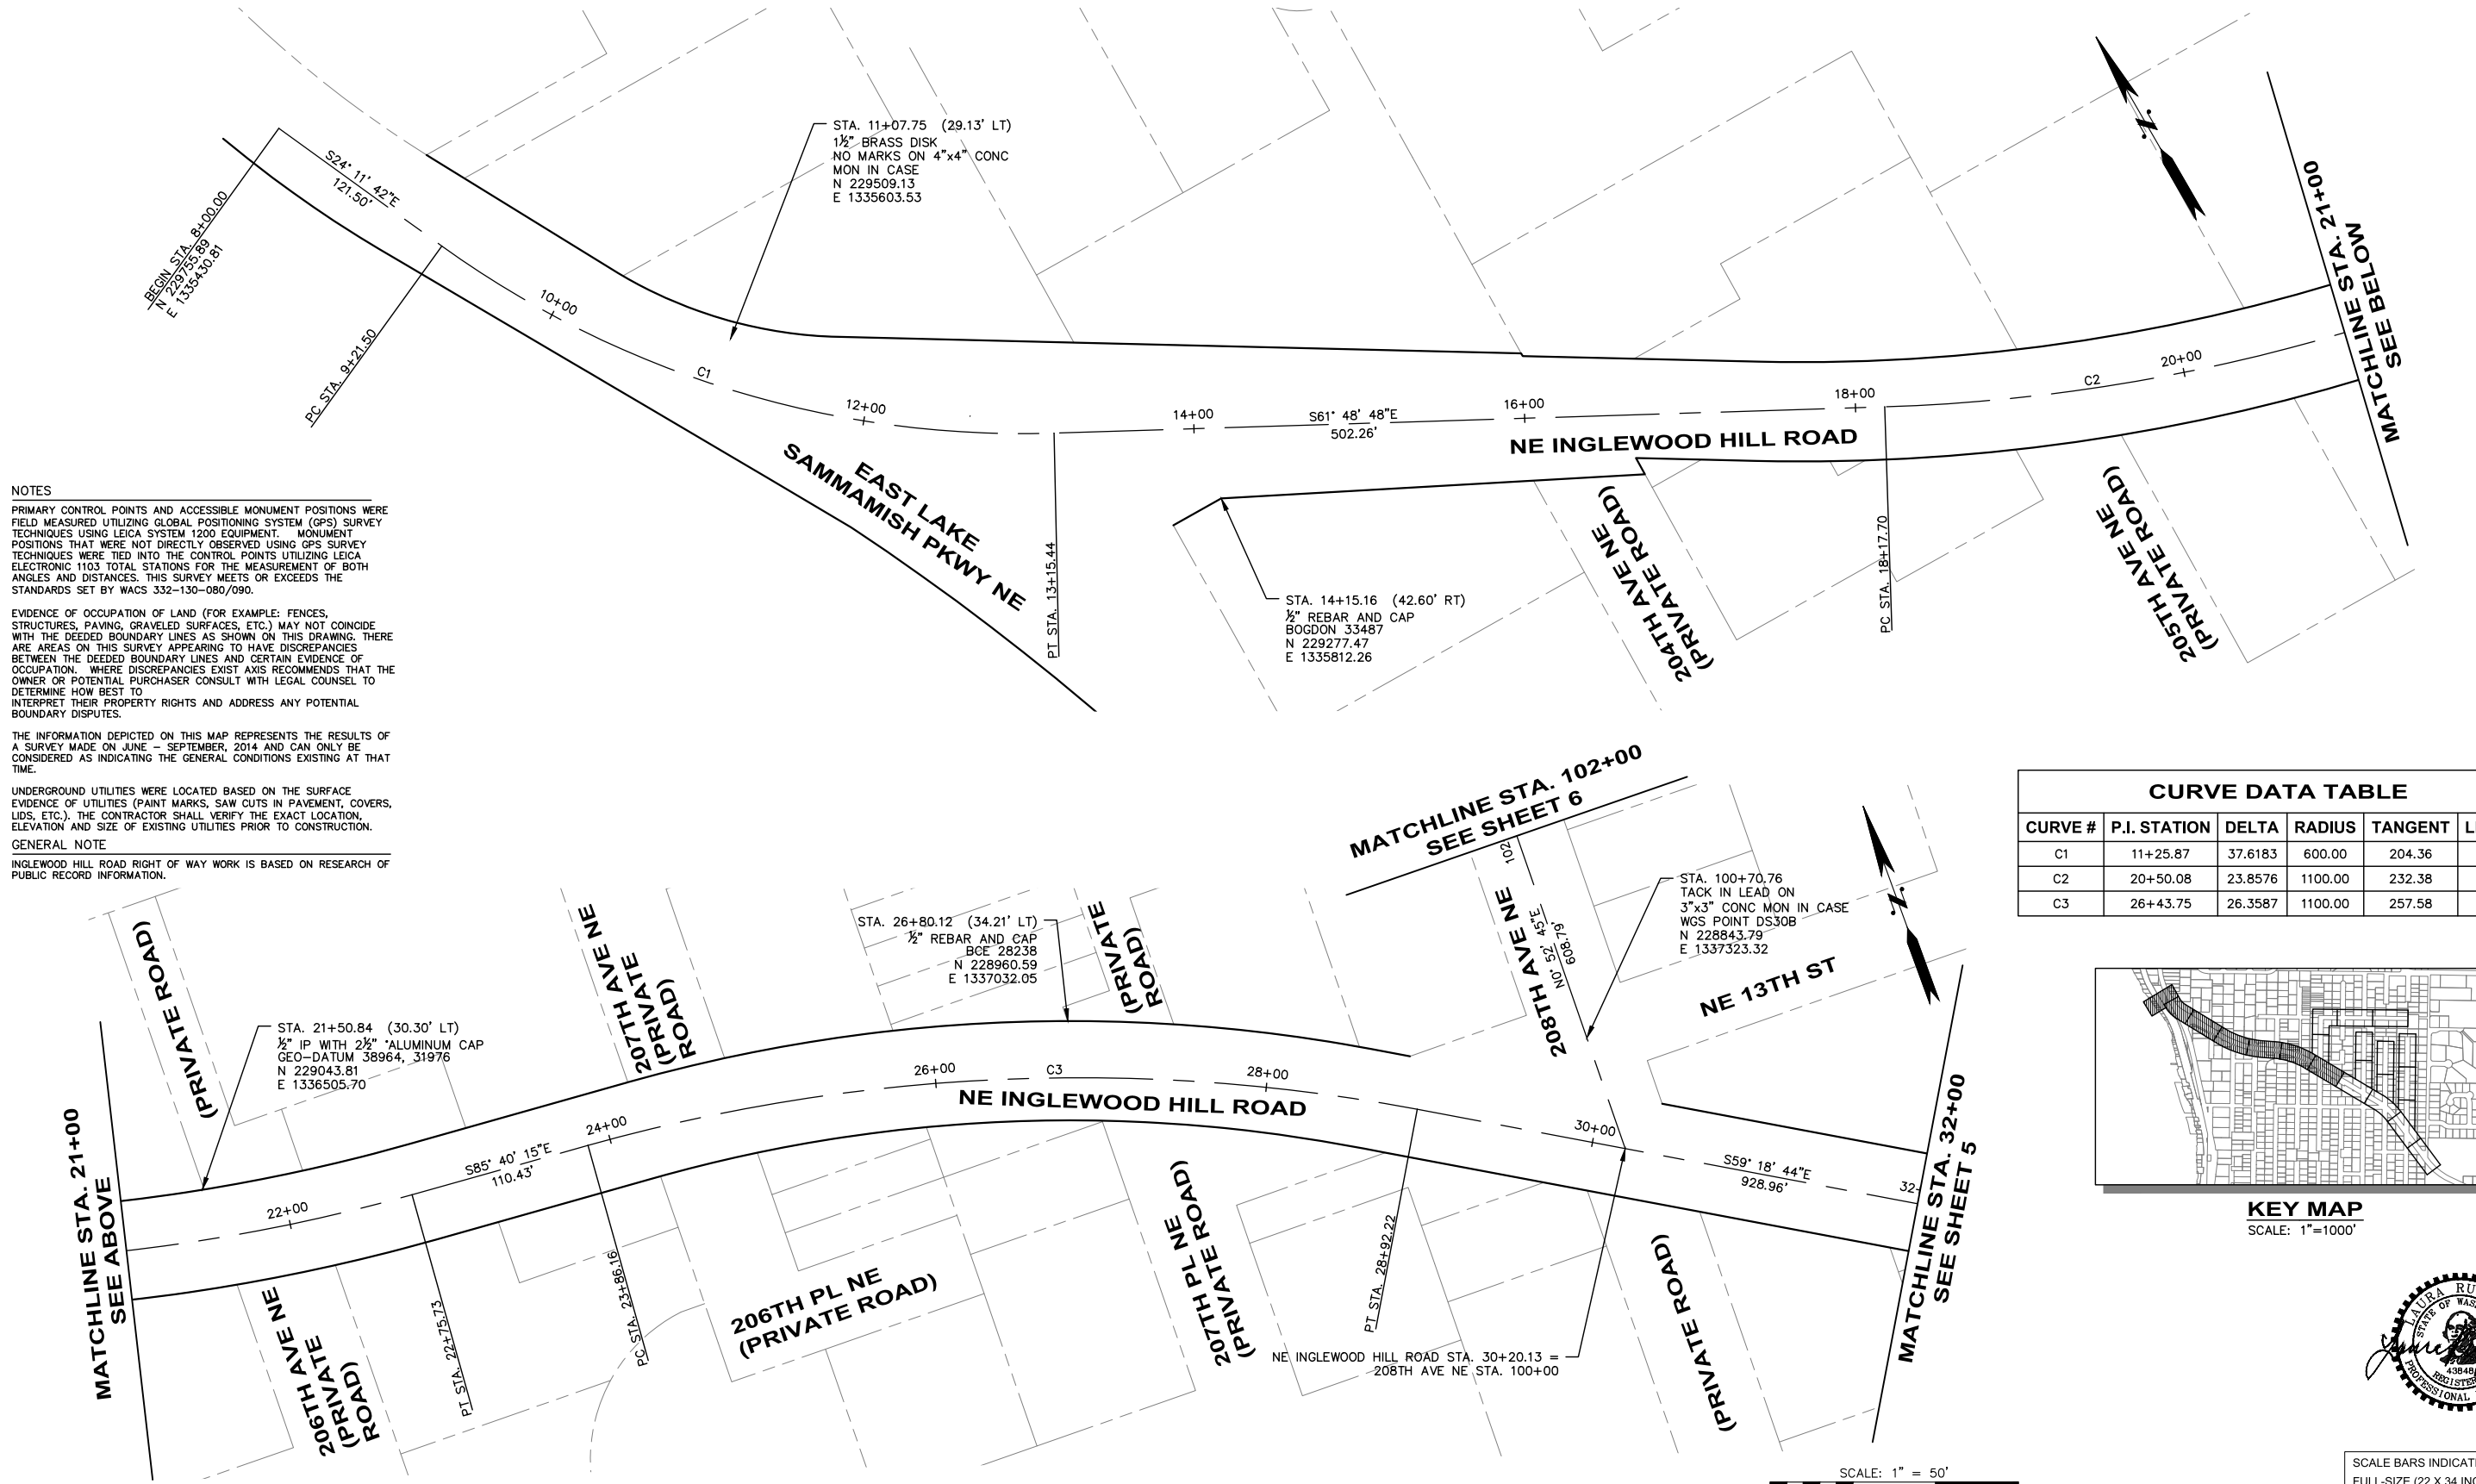 STA. 11+07.75 (29.13' LT)
1½" BRASS DISK
NO MARKS ON 4"x4" CONC
MON IN CASE
N 229509.13
E 1335603.53
S24° 11' 42"E
121.50'
BEGIN STA. 8+00.00
N 229755.89
E 1335430.81
PC STA. 9+21.50
10+00
C1
12+00
14+00
S61° 48' 48"E
502.26'
16+00
18+00
C2
20+00
NE INGLEWOOD HILL ROAD
EAST LAKE
SAMMAMISH PKWY NE
PT STA. 13+15.44
STA. 14+15.16 (42.60' RT)
½" REBAR AND CAP
BOGDON 33487
N 229277.47
E 1335812.26
204TH AVE NE
(PRIVATE ROAD)
PC STA. 18+17.70
205TH AVE NE
(PRIVATE ROAD)
MATCHLINE STA. 21+00
SEE BELOW
N
NOTES
PRIMARY CONTROL POINTS AND ACCESSIBLE MONUMENT POSITIONS WERE
FIELD MEASURED UTILIZING GLOBAL POSITIONING SYSTEM (GPS) SURVEY
TECHNIQUES USING LEICA SYSTEM 1200 EQUIPMENT. MONUMENT
POSITIONS THAT WERE NOT DIRECTLY OBSERVED USING GPS SURVEY
TECHNIQUES WERE TIED INTO THE CONTROL POINTS UTILIZING LEICA
ELECTRONIC 1103 TOTAL STATIONS FOR THE MEASUREMENT OF BOTH
ANGLES AND DISTANCES. THIS SURVEY MEETS OR EXCEEDS THE
STANDARDS SET BY WACS 332-130-080/090.
EVIDENCE OF OCCUPATION OF LAND (FOR EXAMPLE: FENCES,
STRUCTURES, PAVING, GRAVELED SURFACES, ETC.) MAY NOT COINCIDE
WITH THE DEEDED BOUNDARY LINES AS SHOWN ON THIS DRAWING. THERE
ARE AREAS ON THIS SURVEY APPEARING TO HAVE DISCREPANCIES
BETWEEN THE DEEDED BOUNDARY LINES AND CERTAIN EVIDENCE OF
OCCUPATION. WHERE DISCREPANCIES EXIST AXIS RECOMMENDS THAT THE
OWNER OR POTENTIAL PURCHASER CONSULT WITH LEGAL COUNSEL TO
DETERMINE HOW BEST TO
INTERPRET THEIR PROPERTY RIGHTS AND ADDRESS ANY POTENTIAL
BOUNDARY DISPUTES.
THE INFORMATION DEPICTED ON THIS MAP REPRESENTS THE RESULTS OF
A SURVEY MADE ON JUNE - SEPTEMBER, 2014 AND CAN ONLY BE
CONSIDERED AS INDICATING THE GENERAL CONDITIONS EXISTING AT THAT
TIME.
UNDERGROUND UTILITIES WERE LOCATED BASED ON THE SURFACE
EVIDENCE OF UTILITIES (PAINT MARKS, SAW CUTS IN PAVEMENT, COVERS,
LIDS, ETC.). THE CONTRACTOR SHALL VERIFY THE EXACT LOCATION,
ELEVATION AND SIZE OF EXISTING UTILITIES PRIOR TO CONSTRUCTION.
GENERAL NOTE
INGLEWOOD HILL ROAD RIGHT OF WAY WORK IS BASED ON RESEARCH OF
PUBLIC RECORD INFORMATION.
MATCHLINE STA. 21+00
SEE ABOVE
(PRIVATE ROAD)
STA. 21+50.84 (30.30' LT)
½" IP WITH 2½" "ALUMINUM CAP
GEO-DATUM 38964, 31976
N 229043.81
E 1336505.70
22+00
S85° 40' 15"E
110.43'
24+00
26+00
C3
28+00
30+00
32
206TH AVE NE
(PRIVATE
ROAD)
PT STA. 22+75.73
PC STA. 23+86.16
207TH AVE NE
(PRIVATE
ROAD)
STA. 26+80.12 (34.21' LT)
½" REBAR AND CAP
BCE 28238
N 228960.59
E 1337032.05
(PRIVATE
ROAD)
NE INGLEWOOD HILL ROAD
206TH PL NE
(PRIVATE ROAD)
207TH PL NE
(PRIVATE ROAD)
PT STA. 28+92.22
NE INGLEWOOD HILL ROAD STA. 30+20.13 =
208TH AVE NE STA. 100+00
MATCHLINE STA. 102+00
SEE SHEET 6
102
208TH AVE NE
N10° 52' 45"E
608.79'
STA. 100+70.76
TACK IN LEAD ON
3"x3" CONC MON IN CASE
WGS POINT DS30B
N 228843.79
E 1337323.32
NE 13TH ST
N
S59° 18' 44"E
928.96'
(PRIVATE ROAD)
MATCHLINE STA. 32+00
SEE SHEET 5
CURVE DATA TABLE
CURVE # P.I. STATION DELTA RADIUS TANGENT
C1 11+25.87 37.6183 600.00 204.36
C2 20+50.08 23.8576 1100.00 232.38
C3 26+43.75 26.3587 1100.00 257.58
KEY MAP
SCALE: 1"=1000'
LAURA
STATE OF
43848
PROFESSIONAL
SCALE: 1" = 50'
SCALE BARS
FULL-SIZE (22 X 34